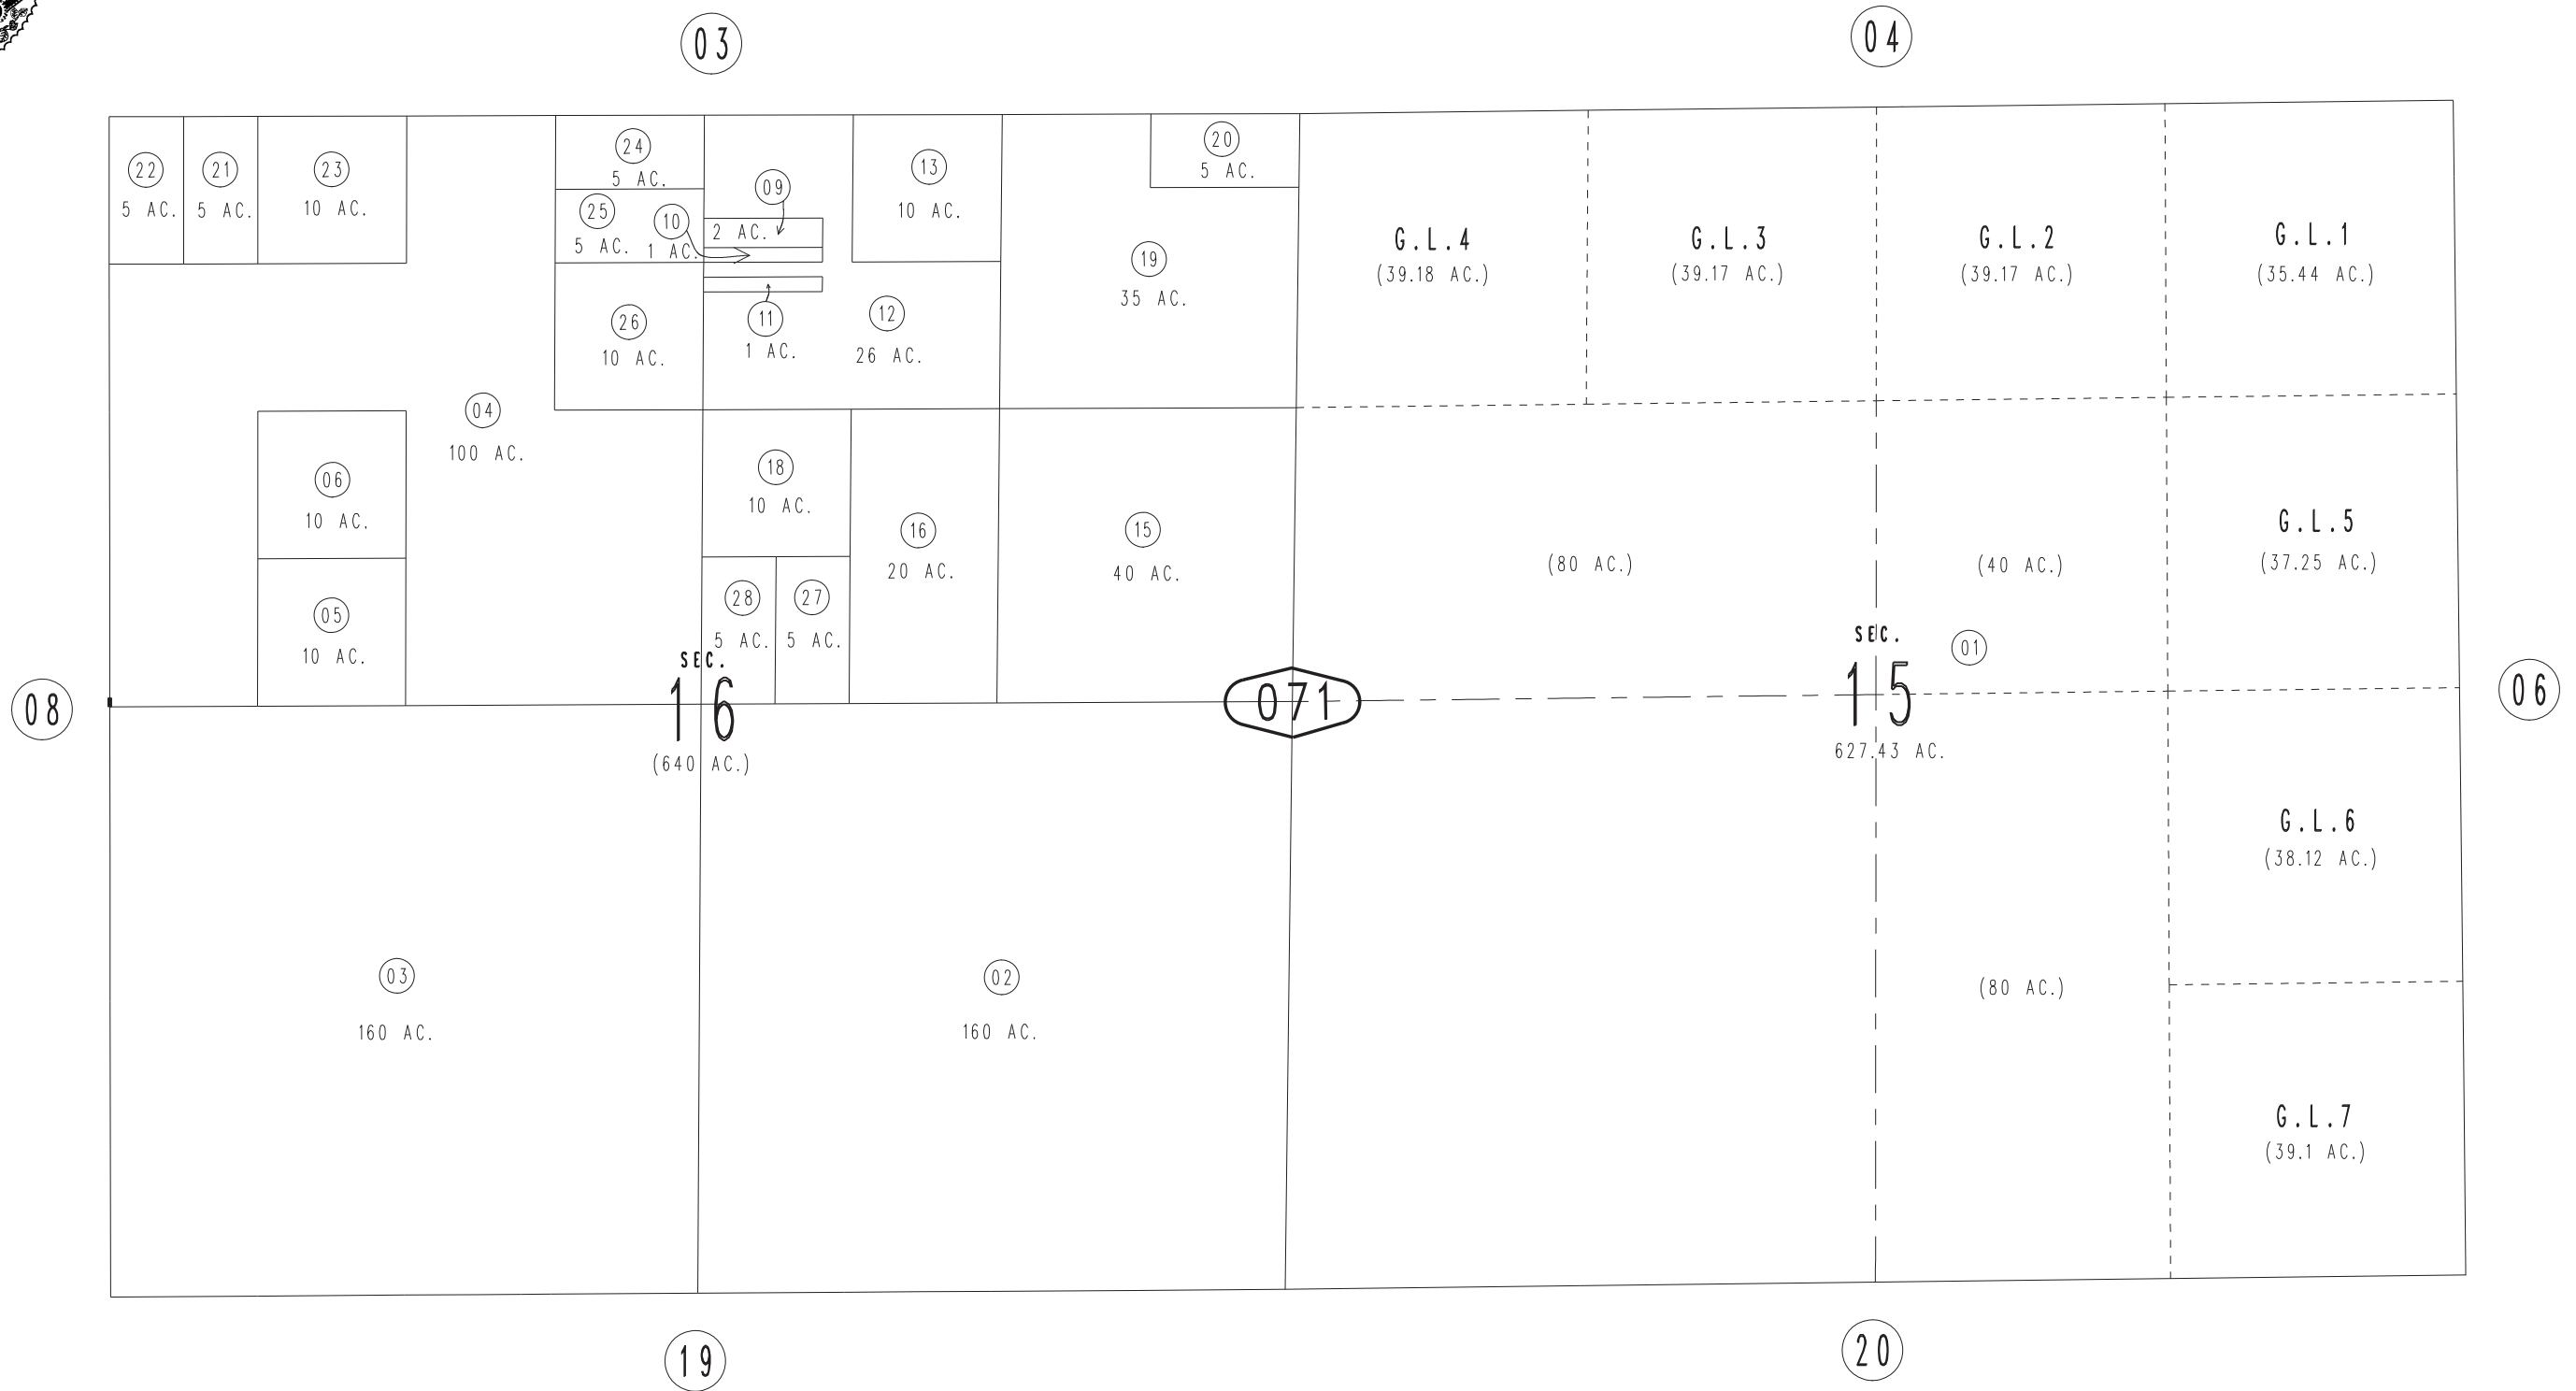 03
04
22
5 AC.
21
5 AC.
23
10 AC.
24
5 AC.
25
5 AC.
10
1 AC.
09
2 AC.
13
10 AC.
20
5 AC.
26
10 AC.
11
1 AC.
12
26 AC.
19
35 AC.
G.L.4
(39.18 AC.)
G.L.3
(39.17 AC.)
G.L.2
(39.17 AC.)
G.L.1
(35.44 AC.)
04
100 AC.
06
10 AC.
05
10 AC.
18
10 AC.
28
5 AC.
27
5 AC.
16
20 AC.
15
40 AC.
(80 AC.)
(40 AC.)
G.L.5
(37.25 AC.)
08
SEC.
16
(640 AC.)
071
SEC.
15
627.43 AC.
01
06
G.L.6
(38.12 AC.)
03
160 AC.
02
160 AC.
(80 AC.)
G.L.7
(39.1 AC.)
19
20